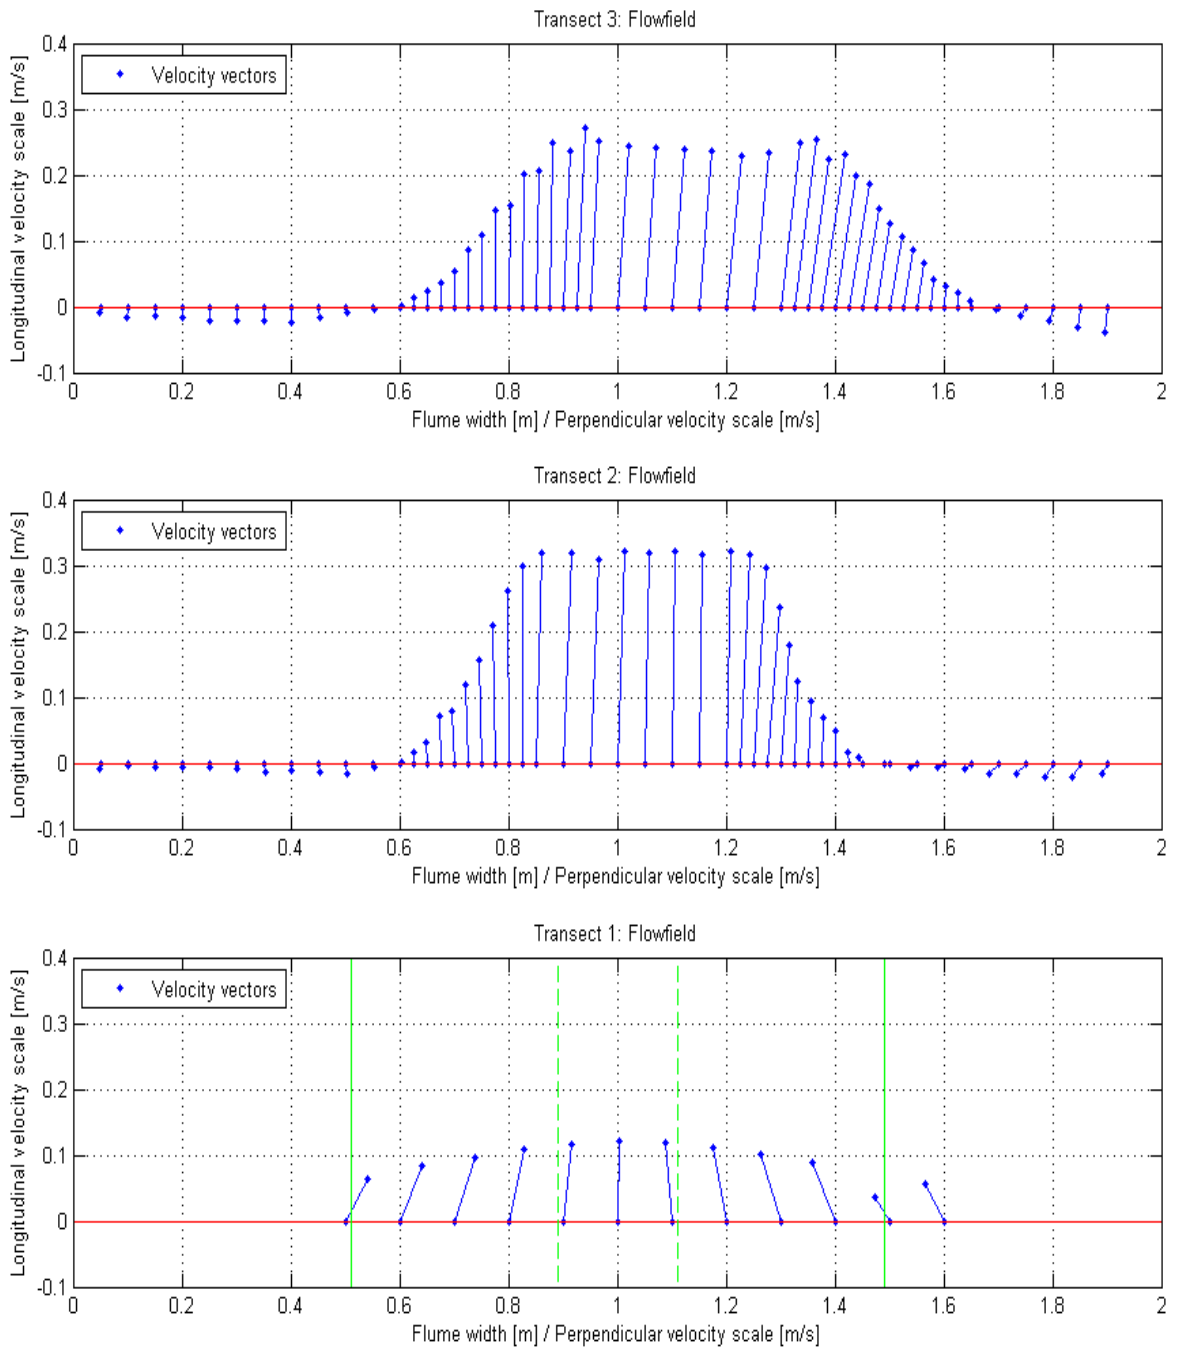 Transect 3: Flowfield
Longitudinal velocity scale [m/s]
0.4
0.3
0.2
0.1
0
-0.1
Velocity vectors
0 0.2 0.4 0.6 0.8 1 1.2 1.4 1.6 1.8 2
Flume width [m] / Perpendicular velocity scale [m/s]
Transect 2: Flowfield
Longitudinal velocity scale [m/s]
0.4
0.3
0.2
0.1
0
-0.1
Velocity vectors
0 0.2 0.4 0.6 0.8 1 1.2 1.4 1.6 1.8 2
Flume width [m] / Perpendicular velocity scale [m/s]
Transect 1: Flowfield
Longitudinal velocity scale [m/s]
0.4
0.3
0.2
0.1
0
-0.1
Velocity vectors
0 0.2 0.4 0.6 0.8 1 1.2 1.4 1.6 1.8 2
Flume width [m] / Perpendicular velocity scale [m/s]